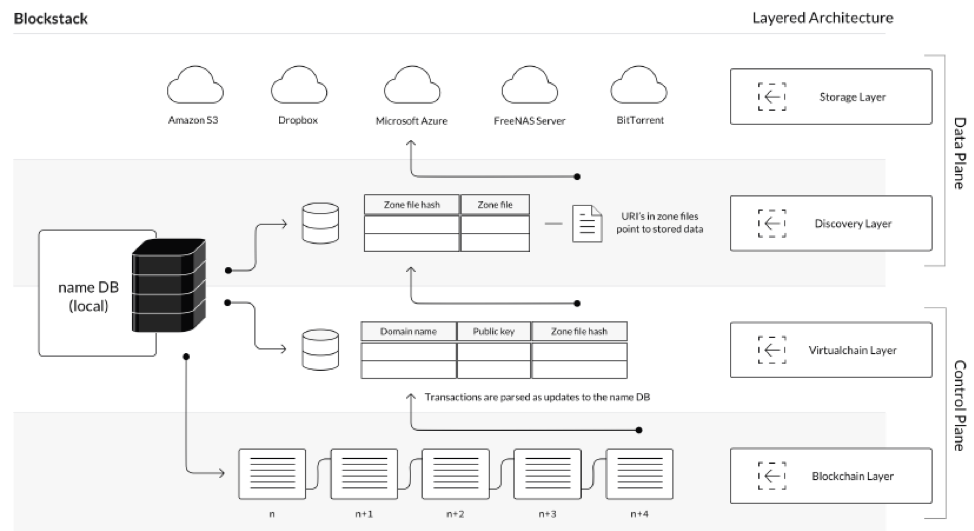 Blockstack
Layered Architecture
Amazon S3
Dropbox
Microsoft Azure
FreeNAS Server
BitTorrent
Storage Layer
Data Plane
Zone file hash
Zone file
URI's in zone files
point to stored data
Discovery Layer
name DB
(local)
Domain name
Public key
Zone file hash
Virtualchain Layer
Control Plane
Transactions are parsed as updates to the name DB
Blockchain Layer
n
n+1
n+2
n+3
n+4